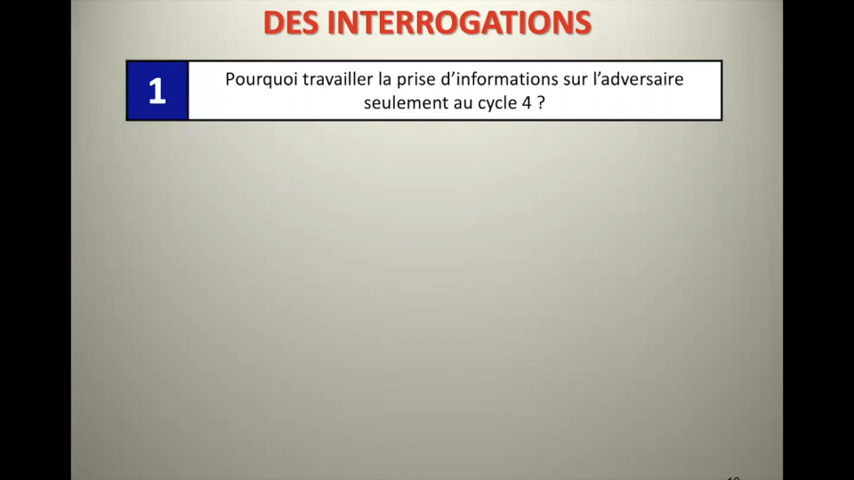 DES INTERROGATIONS
1
Pourquoi travailler la prise d’informations sur l’adversaire
seulement au cycle 4 ?